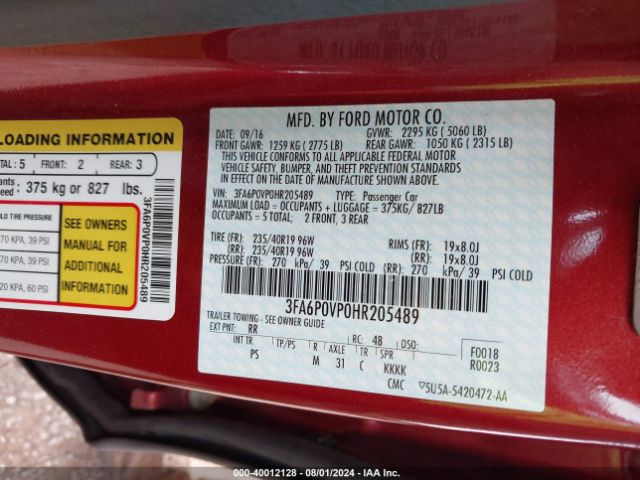 MFD. BY FORD MOTOR CO.
DATE: 09/16 GVWR: 2295 KG ( 5060 LB)
FRONT GAWR: 1259 KG ( 2775 LB) REAR GAWR: 1050 KG ( 2315 LB)
THIS VEHICLE CONFORMS TO ALL APPLICABLE FEDERAL MOTOR
VEHICLE SAFETY, BUMPER, AND THEFT PREVENTION STANDARDS
IN EFFECT ON THE DATE OF MANUFACTURE SHOWN ABOVE.
VIN: 3FA6P0VP0HR205489 TYPE: Passenger Car
MAXIMUM LOAD = OCCUPANTS + LUGGAGE = 375KG/ 827LB
OCCUPANTS = 5 TOTAL: 2 FRONT, 3 REAR
TIRE (FR): 235/40R19 96W RIMS (FR): 19x8.0J
(RR): 235/40R19 96W (RR): 19x8.0J
PRESSURE (FR): 270 kPa/ 39 PSI COLD (RR) 270 kPa/ 39 PSI COLD
3FA6P0VP0HR205489
TRAILER TOWING - SEE OWNER GUIDE
EXT PNT: RR RC: 48 DSO: F0018
INT TR TP/PS R AXLE TR SPR R0023
PS M 31 C KKKK
CMC 5U5A-5420472-AA
LOADING INFORMATION
TAL : 5 FRONT: 2 REAR: 3
pants
375 kg or 827 lbs.
LD TIRE PRESSURE
70 KPA, 39 PSI
70 KPA, 39 PSI
20 KPA, 60 PSI
SEE OWNERS
MANUAL FOR
ADDITIONAL
INFORMATION
3FA6P0VP0HR205489
000-40012128 - 08/01/2024 - IAA Inc.